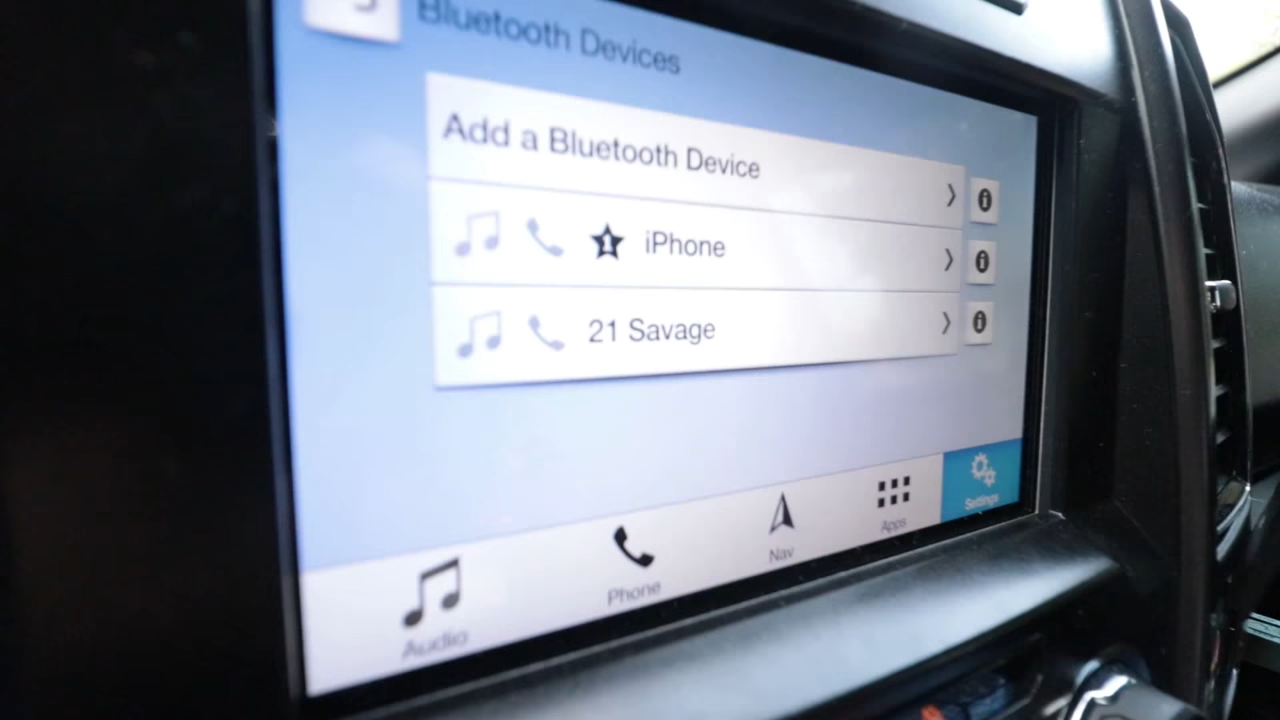 Bluetooth Devices
Add a Bluetooth Device
iPhone
21 Savage
Audio
Phone
Nav
Apps
Settings